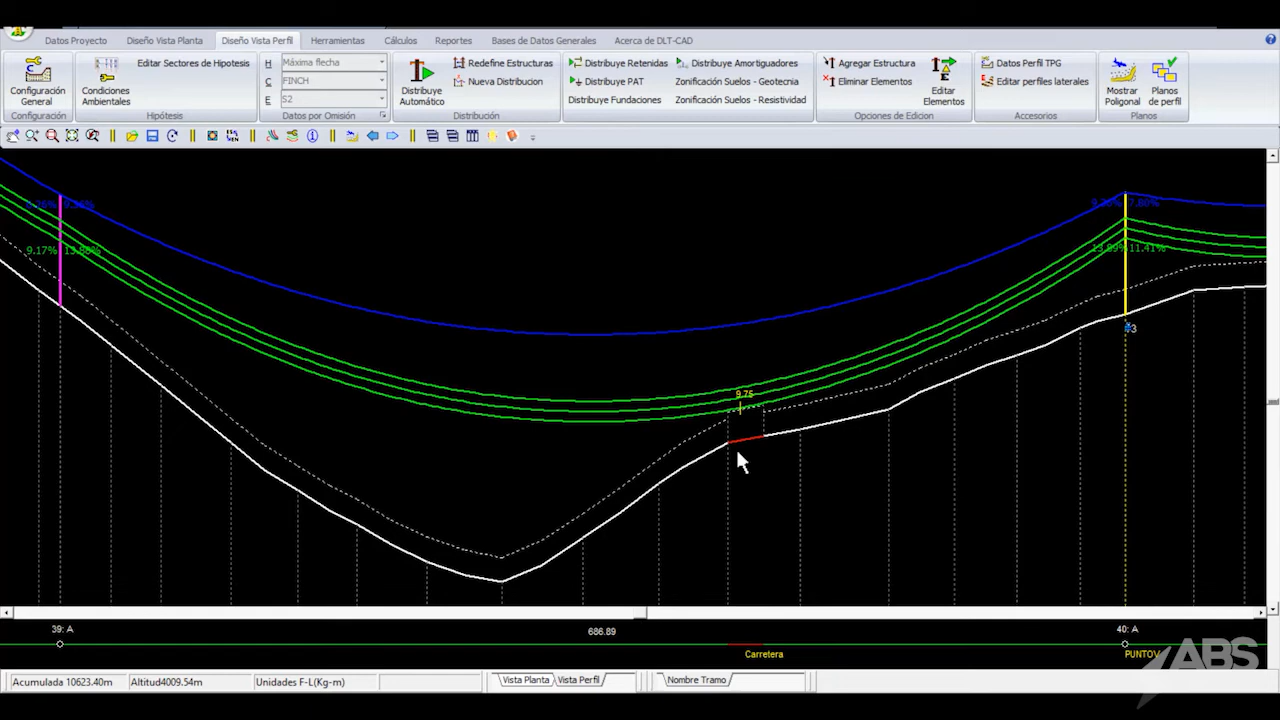 Datos Proyecto Diseño Vista Planta Diseño Vista Perfil Herramientas Cálculos Reportes Bases de Datos Generales Acerca de DLT-CAD
Configuración General
Configuración
Condiciones Ambientales
Editar Sectores de Hipotesis
Hipótesis
H Máxima flecha
C FINCH
E S2
Datos por Omisión
Distribuye Automático
Redefine Estructuras
Nueva Distribucion
Distribución
Distribuye Retenidas
Distribuye PAT
Distribuye Fundaciones
Distribuye Amortiguadores
Zonificación Suelos - Geotecnia
Zonificación Suelos - Resistividad
Agregar Estructura
Eliminar Elementos
Editar Elementos
Opciones de Edicion
Datos Perfil TPG
Editar perfiles laterales
Accesorios
Mostrar Poligonal
Planos de perfil
Planos
9.17% 13.86%
7.60%
11.41%
9.75
39: A 686.89 40: A
Carretera PUNTOV
ABS
Acumulada 10623.40m Altitud4009.54m Unidades F-L(Kg-m) Vista Planta Vista Perfil Nombre Tramo